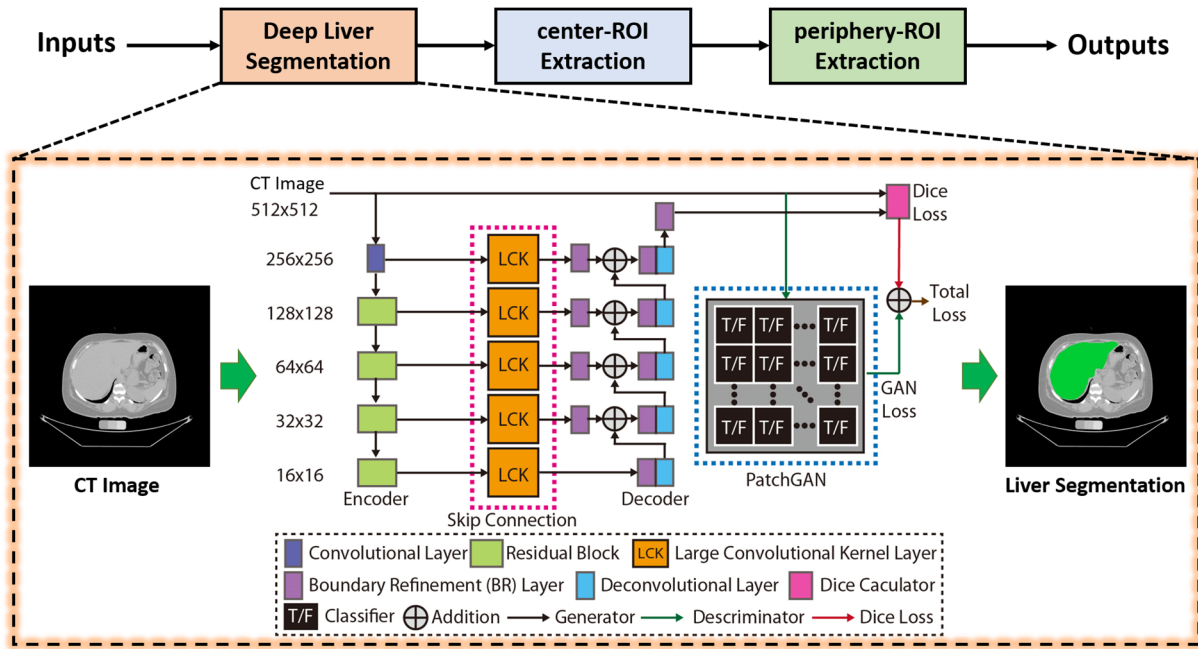 Inputs
Deep Liver
Segmentation
center-ROI
Extraction
periphery-ROI
Extraction
Outputs
CT Image
512x512
256x256
128x128
64x64
32x32
16x16
LCK
LCK
LCK
LCK
LCK
Encoder
Skip Connection
Decoder
Dice
Loss
Total
Loss
GAN
Loss
T/F T/F T/F
T/F T/F T/F
T/F T/F T/F
PatchGAN
CT Image
Liver Segmentation
Convolutional Layer
Residual Block
LCK Large Convolutional Kernel Layer
Boundary Refinement (BR) Layer
Deconvolutional Layer
Dice Caculator
T/F Classifier
Addition
Generator
Descriminator
Dice Loss